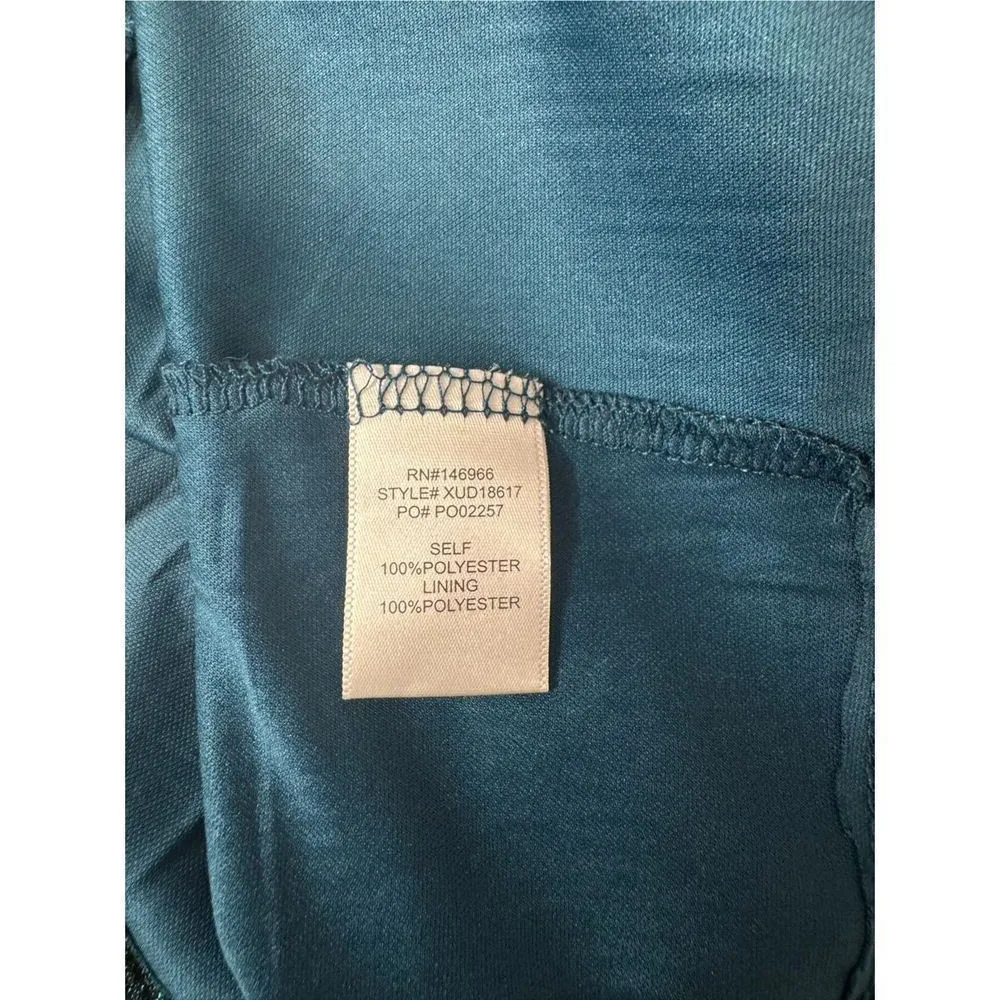 RN#146966
STYLE# XUD18617
PO# PO02257
SELF
100%POLYESTER
LINING
100%POLYESTER